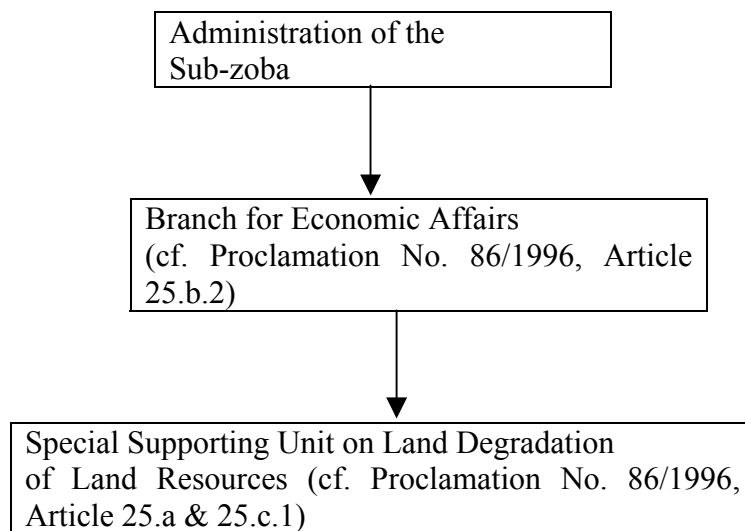 Administration of the
Sub-zoba
Branch for Economic Affairs
(cf. Proclamation No. 86/1996, Article
25.b.2)
Special Supporting Unit on Land Degradation
of Land Resources (cf. Proclamation No. 86/1996,
Article 25.a & 25.c.1)